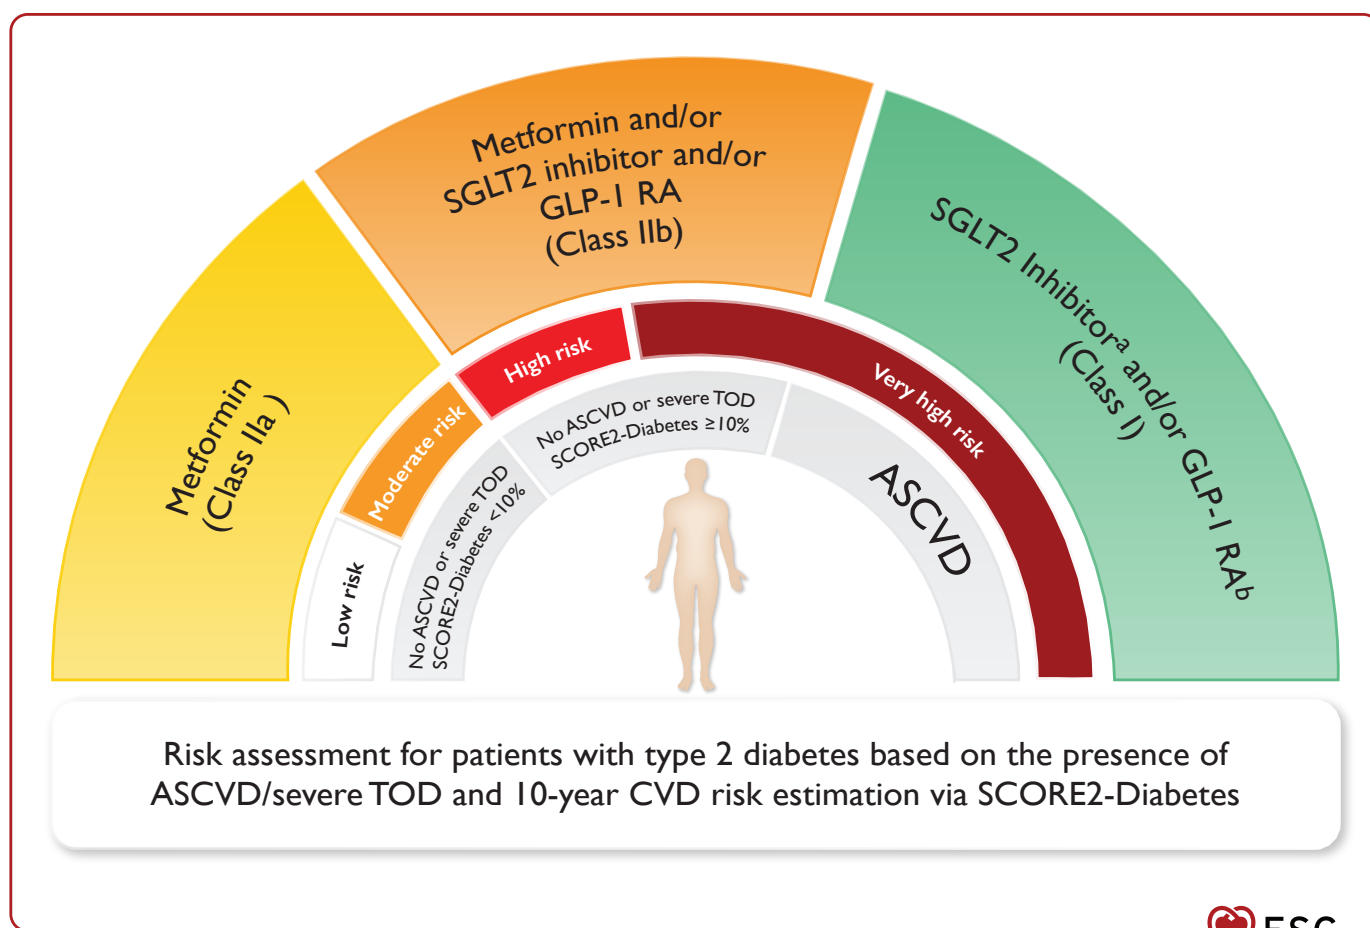 Metformin
(Class IIa )
Metformin and/or
SGLT2 inhibitor and/or
GLP-1 RA
(Class IIb)
SGLT2 Inhibitorᵃ and/or GLP-1 RAᵇ
(Class I)
Low risk
Moderate risk
High risk
Very high risk
No ASCVD or severe TOD
SCORE2-Diabetes <10%
No ASCVD or severe TOD
SCORE2-Diabetes ≥10%
ASCVD
Risk assessment for patients with type 2 diabetes based on the presence of
ASCVD/severe TOD and 10-year CVD risk estimation via SCORE2-Diabetes
ESC